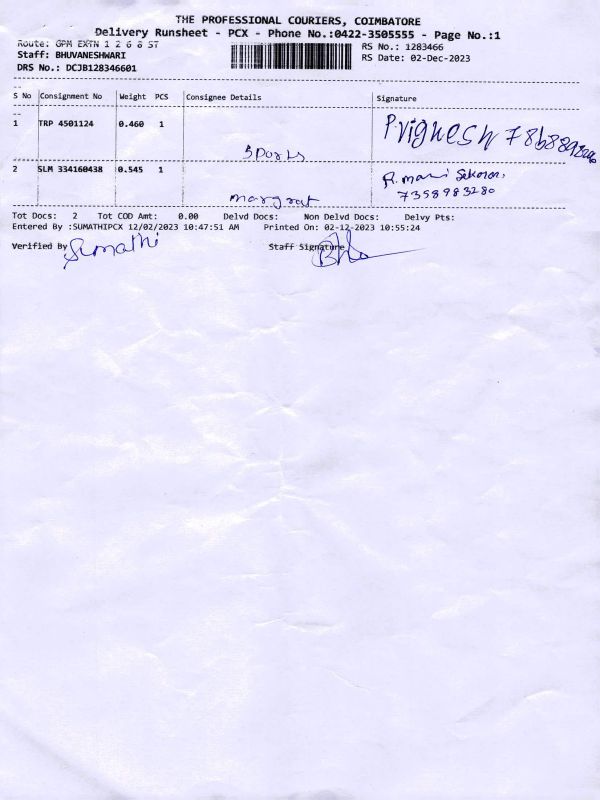 THE PROFESSIONAL COURIERS, COIMBATORE
Delivery Runsheet - PCX - Phone No.:0422-3505555 - Page No.:1
Route: GPM EXTN 1 2 6 8 ST
RS No.: 1283466
Staff: BHUVANESHWARI
RS Date: 02-Dec-2023
DRS No.: DCJB128346601
S No Consignment No Weight PCS Consignee Details Signature
1 TRP 4501124 0.460 1 P.Vignesh
Sports
2 SLM 334160438 0.545 1 R. mani Sekaran,
7358983280
margrat
Tot Docs: 2 Tot COD Amt: 0.00 Delvd Docs: Non Delvd Docs: Delvy Pts:
Entered By :SUMATHIPCX 12/02/2023 10:47:51 AM Printed On: 02-12-2023 10:55:24
Verified By Sumathi Staff Signature